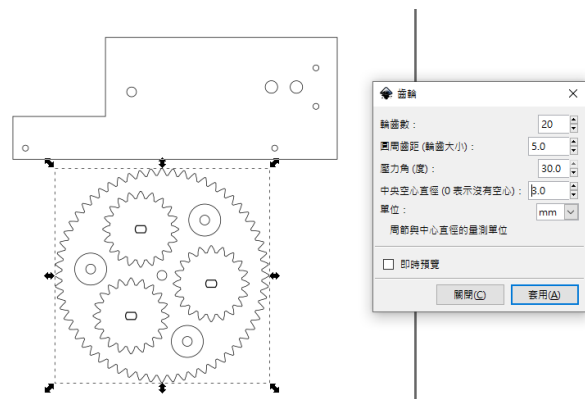 齒輪
輪齒數： 20
圓周齒距 (輪齒大小)： 5.0
壓力角 (度)： 30.0
中央空心直徑 (0 表示沒有空心)： 3.0
單位： mm
周節與中心直徑的量測單位
即時預覽
關閉(C) 套用(A)